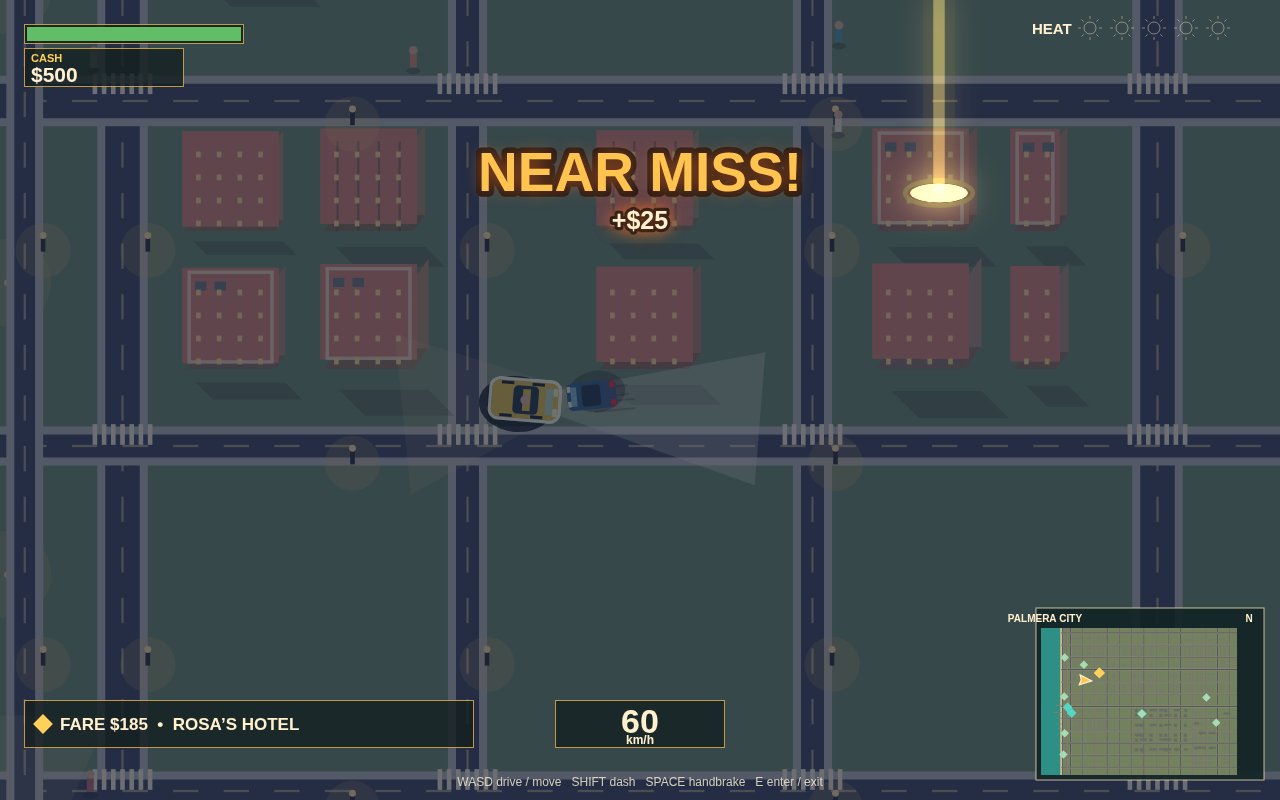 HEAT
CASH
$500
NEAR MISS!
+$25
PALMERA CITY
N
FARE $185 • ROSA'S HOTEL
60
km/h
WASD drive / move SHIFT dash SPACE handbrake E enter / exit